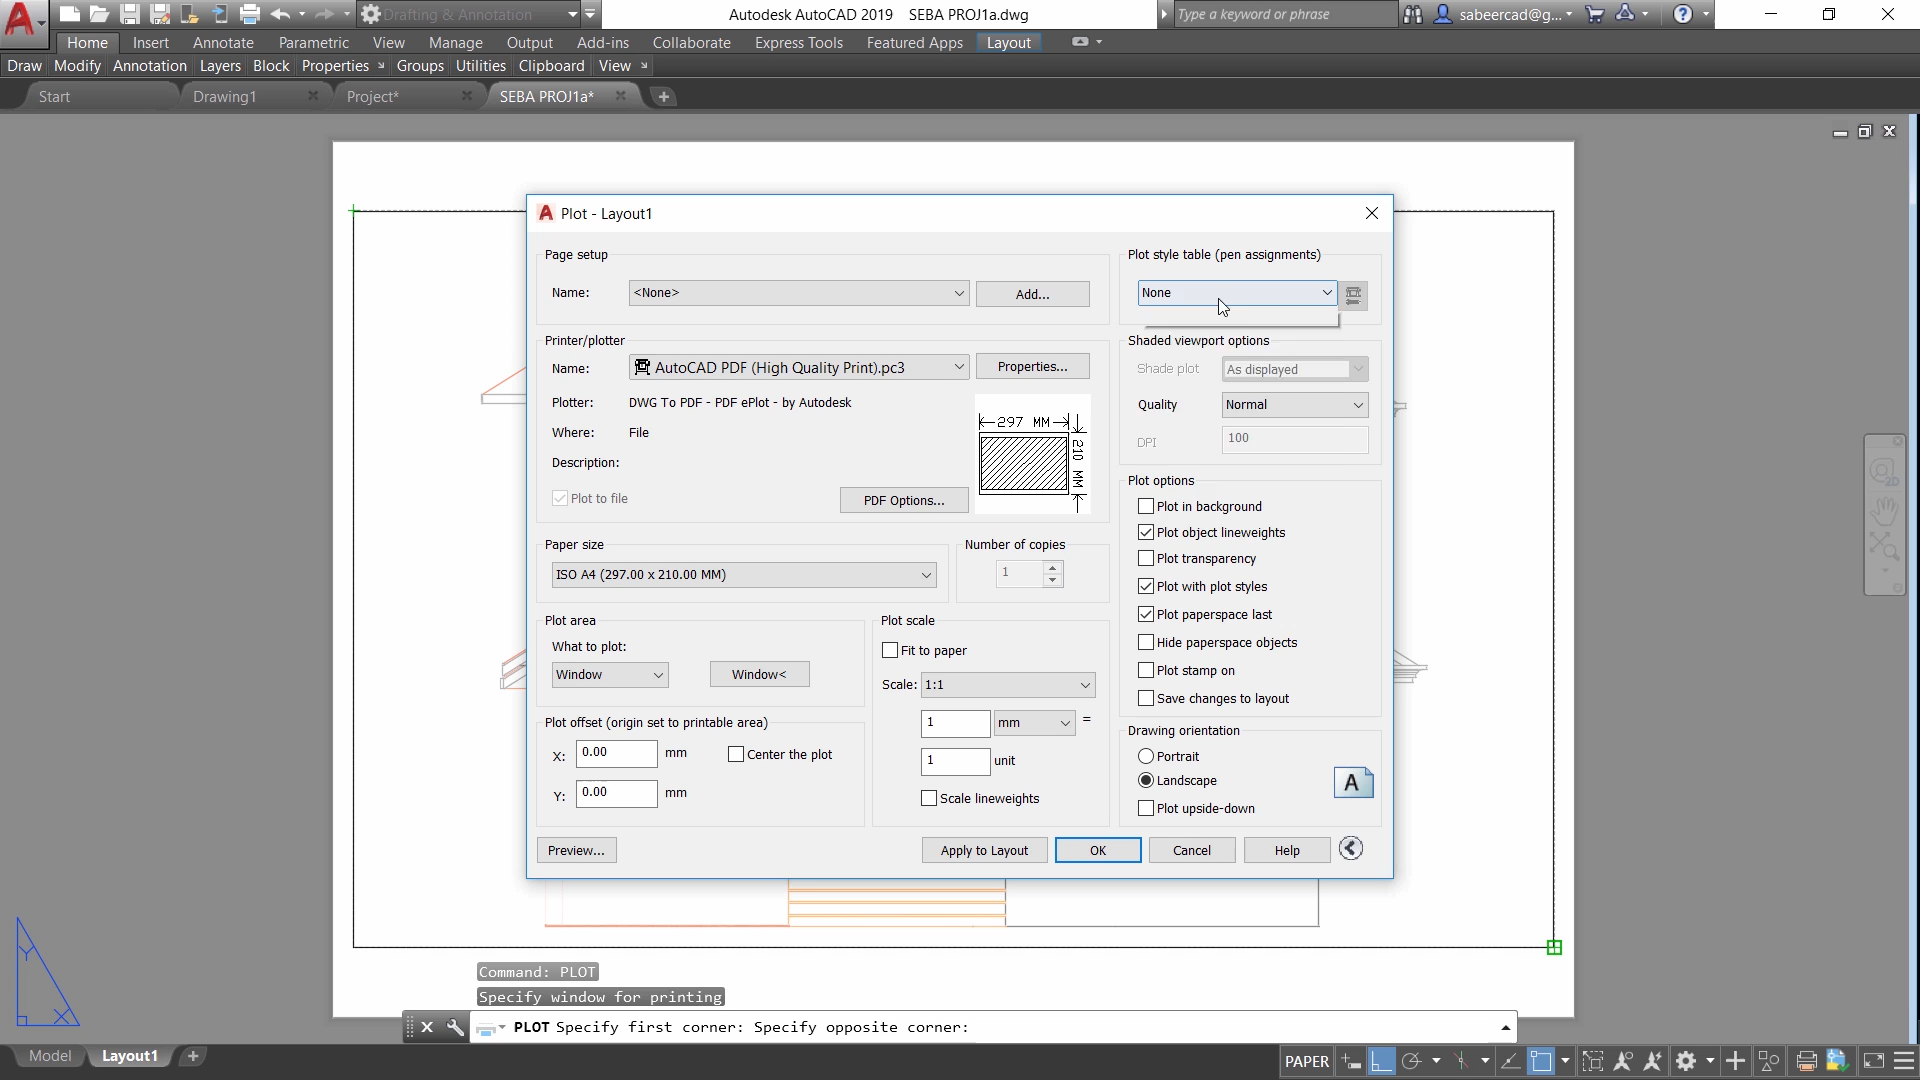 Drafting & Annotation
Autodesk AutoCAD 2019 SEBA PROJ1a.dwg
Type a keyword or phrase
sabeercad@g...
Home Insert Annotate Parametric View Manage Output Add-ins Collaborate Express Tools Featured Apps Layout
Draw Modify Annotation Layers Block Properties Groups Utilities Clipboard View
Start Drawing1 Project* SEBA PROJ1a*
Plot - Layout1
Page setup
Name: <None> Add...
Plot style table (pen assignments)
None
Printer/plotter
Name: AutoCAD PDF (High Quality Print).pc3 Properties...
Plotter: DWG To PDF - PDF ePlot - by Autodesk
Where: File
Description:
Plot to file PDF Options...
297 MM
210 MM
Shaded viewport options
Shade plot As displayed
Quality Normal
DPI 100
Paper size
ISO A4 (297.00 x 210.00 MM)
Number of copies
1
Plot options
Plot in background
Plot object lineweights
Plot transparency
Plot with plot styles
Plot paperspace last
Hide paperspace objects
Plot stamp on
Save changes to layout
Plot area
What to plot:
Window Window<
Plot scale
Fit to paper
Scale: 1:1
1 mm =
1 unit
Scale lineweights
Plot offset (origin set to printable area)
X: 0.00 mm Center the plot
Y: 0.00 mm
Drawing orientation
Portrait
Landscape
Plot upside-down
A
Preview... Apply to Layout OK Cancel Help
Y
X
Command: PLOT
Specify window for printing
PLOT Specify first corner: Specify opposite corner:
Model Layout1
PAPER